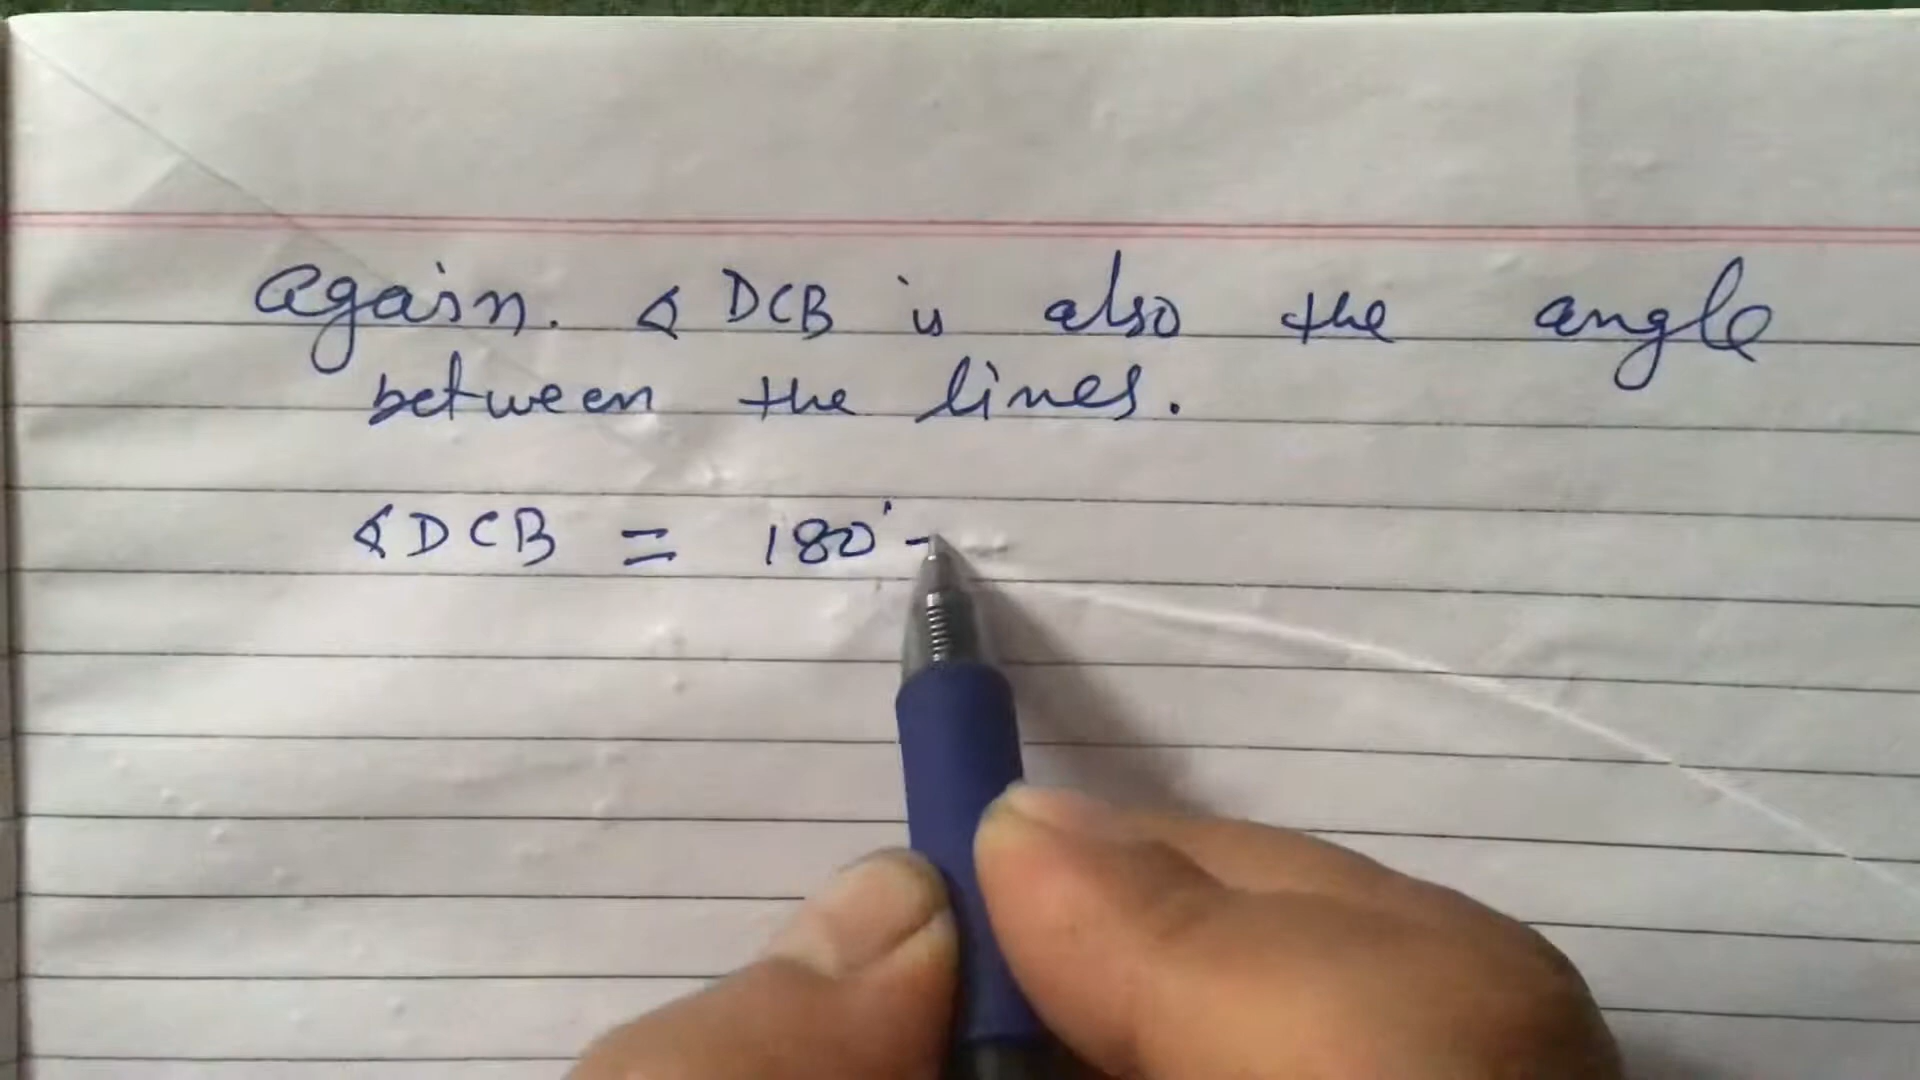 Again. ∢ DCB is also the angle
between the lines.
∢DCB = 180° -